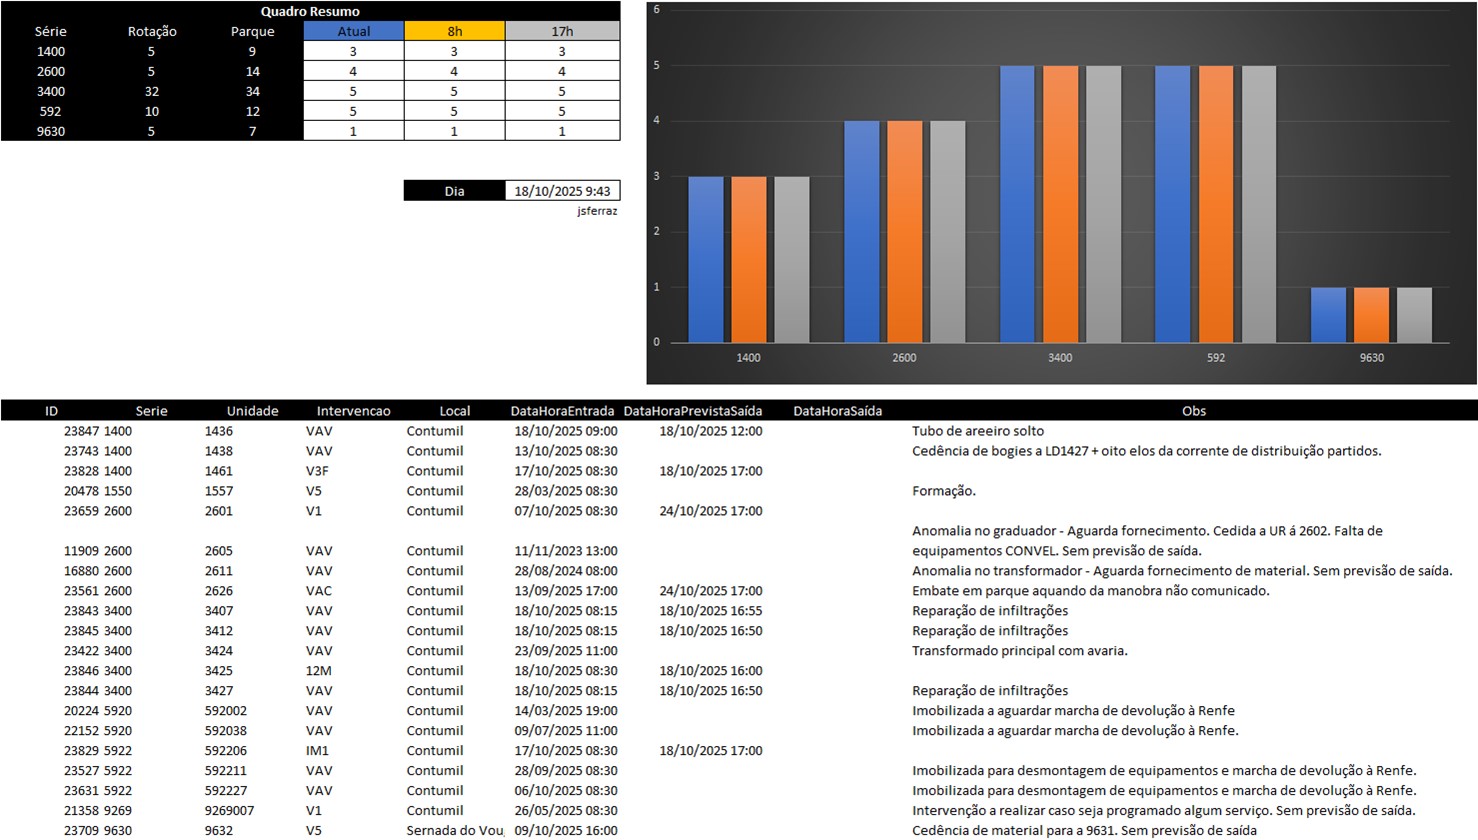 Quadro Resumo
Série Rotação Parque Atual 8h 17h
1400 5 9 3 3 3
2600 5 14 4 4 4
3400 32 34 5 5 5
592 10 12 5 5 5
9630 5 7 1 1 1
Dia 18/10/2025 9:43
jsferraz
6
5
4
3
2
1
0
1400 2600 3400 592 9630
ID Serie Unidade Intervencao Local DataHoraEntrada DataHoraPrevistaSaída DataHoraSaída Obs
23847 1400 1436 VAV Contumil 18/10/2025 09:00 18/10/2025 12:00 Tubo de areeiro solto
23743 1400 1438 VAV Contumil 13/10/2025 08:30 Cedência de bogies a LD1427 + oito elos da corrente de distribuição partidos.
23828 1400 1461 V3F Contumil 17/10/2025 08:30 18/10/2025 17:00
20478 1550 1557 V5 Contumil 28/03/2025 08:30 Formação.
23659 2600 2601 V1 Contumil 07/10/2025 08:30 24/10/2025 17:00
Anomalia no graduador - Aguarda fornecimento. Cedida a UR á 2602. Falta de
11909 2600 2605 VAV Contumil 11/11/2023 13:00 equipamentos CONVEL. Sem previsão de saída.
16880 2600 2611 VAV Contumil 28/08/2024 08:00 Anomalia no transformador - Aguarda fornecimento de material. Sem previsão de saída.
23561 2600 2626 VAC Contumil 13/09/2025 17:00 24/10/2025 17:00 Embate em parque aquando da manobra não comunicado.
23843 3400 3407 VAV Contumil 18/10/2025 08:15 18/10/2025 16:55 Reparação de infiltrações
23845 3400 3412 VAV Contumil 18/10/2025 08:15 18/10/2025 16:50 Reparação de infiltrações
23422 3400 3424 VAV Contumil 23/09/2025 11:00 Transformado principal com avaria.
23846 3400 3425 12M Contumil 18/10/2025 08:30 18/10/2025 16:00
23844 3400 3427 VAV Contumil 18/10/2025 08:15 18/10/2025 16:50 Reparação de infiltrações
20224 5920 592002 VAV Contumil 14/03/2025 19:00 Imobilizada a aguardar marcha de devolução à Renfe
22152 5920 592038 VAV Contumil 09/07/2025 11:00 Imobilizada a aguardar marcha de devolução à Renfe.
23829 5922 592206 IM1 Contumil 17/10/2025 08:30 18/10/2025 17:00
23527 5922 592211 VAV Contumil 28/09/2025 08:30 Imobilizada para desmontagem de equipamentos e marcha de devolução à Renfe.
23631 5922 592227 VAV Contumil 06/10/2025 08:30 Imobilizada para desmontagem de equipamentos e marcha de devolução à Renfe.
21358 9269 9269007 V1 Contumil 26/05/2025 08:30 Intervenção a realizar caso seja programado algum serviço. Sem previsão de saída.
23709 9630 9632 V5 Sernada do Vou 09/10/2025 16:00 Cedência de material para a 9631. Sem previsão de saída